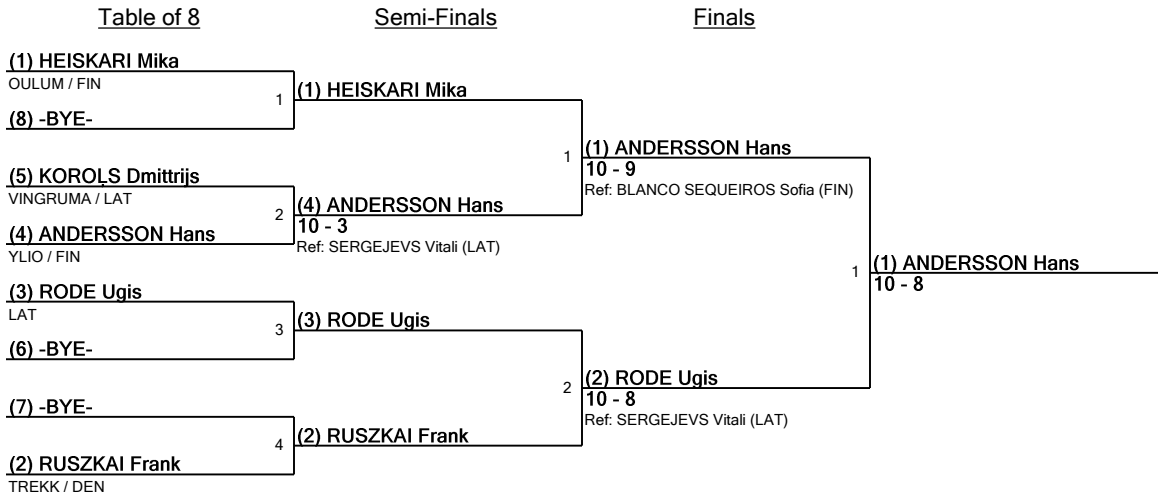 Table of 8
Semi-Finals
Finals
(1) HEISKARI Mika
OULUM / FIN
1
(8) -BYE-
(1) HEISKARI Mika
(5) KOROĻS Dmittrijs
VINGRUMA / LAT
2
(4) ANDERSSON Hans
YLIO / FIN
(4) ANDERSSON Hans
10 - 3
Ref: SERGEJEVS Vitali (LAT)
1
(1) ANDERSSON Hans
10 - 9
Ref: BLANCO SEQUEIROS Sofia (FIN)
(3) RODE Ugis
LAT
3
(6) -BYE-
(3) RODE Ugis
(7) -BYE-
4
(2) RUSZKAI Frank
TREKK / DEN
(2) RUSZKAI Frank
2
(2) RODE Ugis
10 - 8
Ref: SERGEJEVS Vitali (LAT)
1
(1) ANDERSSON Hans
10 - 8